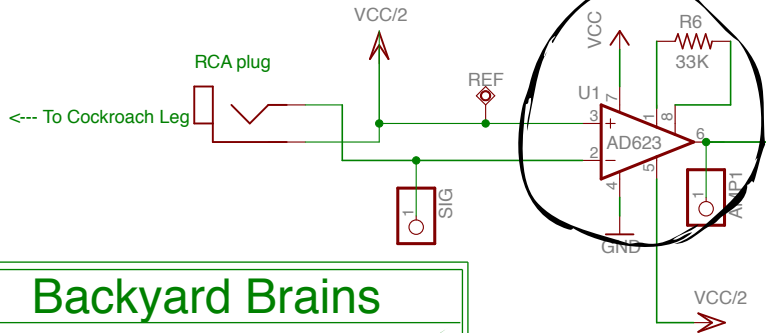 VCC/2
RCA plug
<--- To Cockroach Leg
REF
VCC
R6
33K
U1
7
1
8
3
+
AD623
6
2
-
4
5
1
SIG
1
AMP1
GND
VCC/2
Backyard Brains